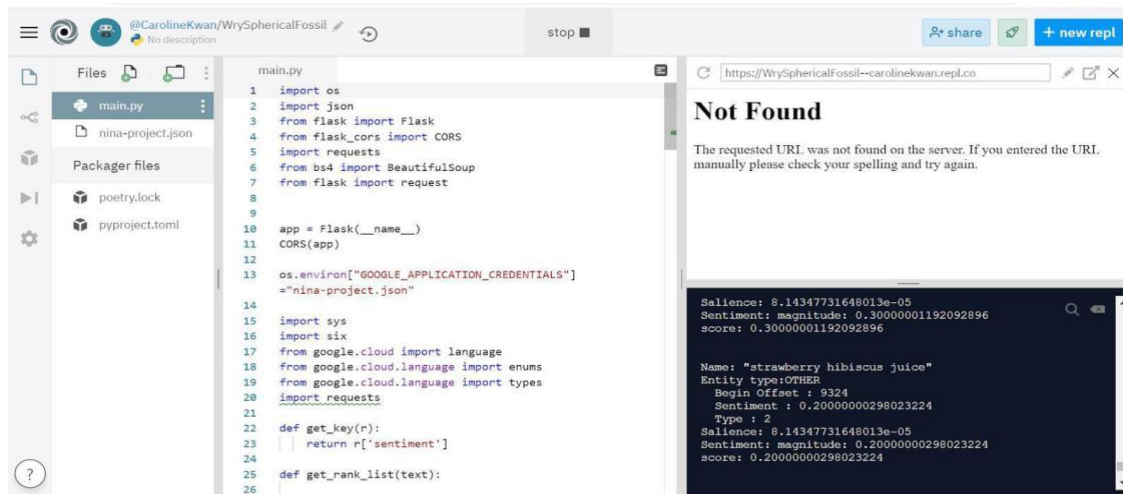 @CarolineKwan/WrySphericalFossil
No description
stop
share
+ new repl
Files
main.py
nina-project.json
Packager files
poetry.lock
pyproject.toml
?
main.py
1 import os
2 import json
3 from flask import Flask
4 from flask_cors import CORS
5 import requests
6 from bs4 import BeautifulSoup
7 from flask import request
8
9
10 app = Flask(__name__)
11 CORS(app)
12
13 os.environ["GOOGLE_APPLICATION_CREDENTIALS"]
="nina-project.json"
14
15 import sys
16 import six
17 from google.cloud import language
18 from google.cloud.language import enums
19 from google.cloud.language import types
20 import requests
21
22 def get_key(r):
23 return r['sentiment']
24
25 def get_rank_list(text):
26
https://WrySphericalFossil--carolinekwan.repl.co
Not Found
The requested URL was not found on the server. If you entered the URL
manually please check your spelling and try again.
Salience: 8.14347731648013e-05
Sentiment: magnitude: 0.30000001192092896
score: 0.30000001192092896
Name: "strawberry hibiscus juice"
Entity type:OTHER
Begin Offset : 9324
Sentiment : 0.20000000298023224
Type : 2
Salience: 8.14347731648013e-05
Sentiment: magnitude: 0.20000000298023224
score: 0.20000000298023224